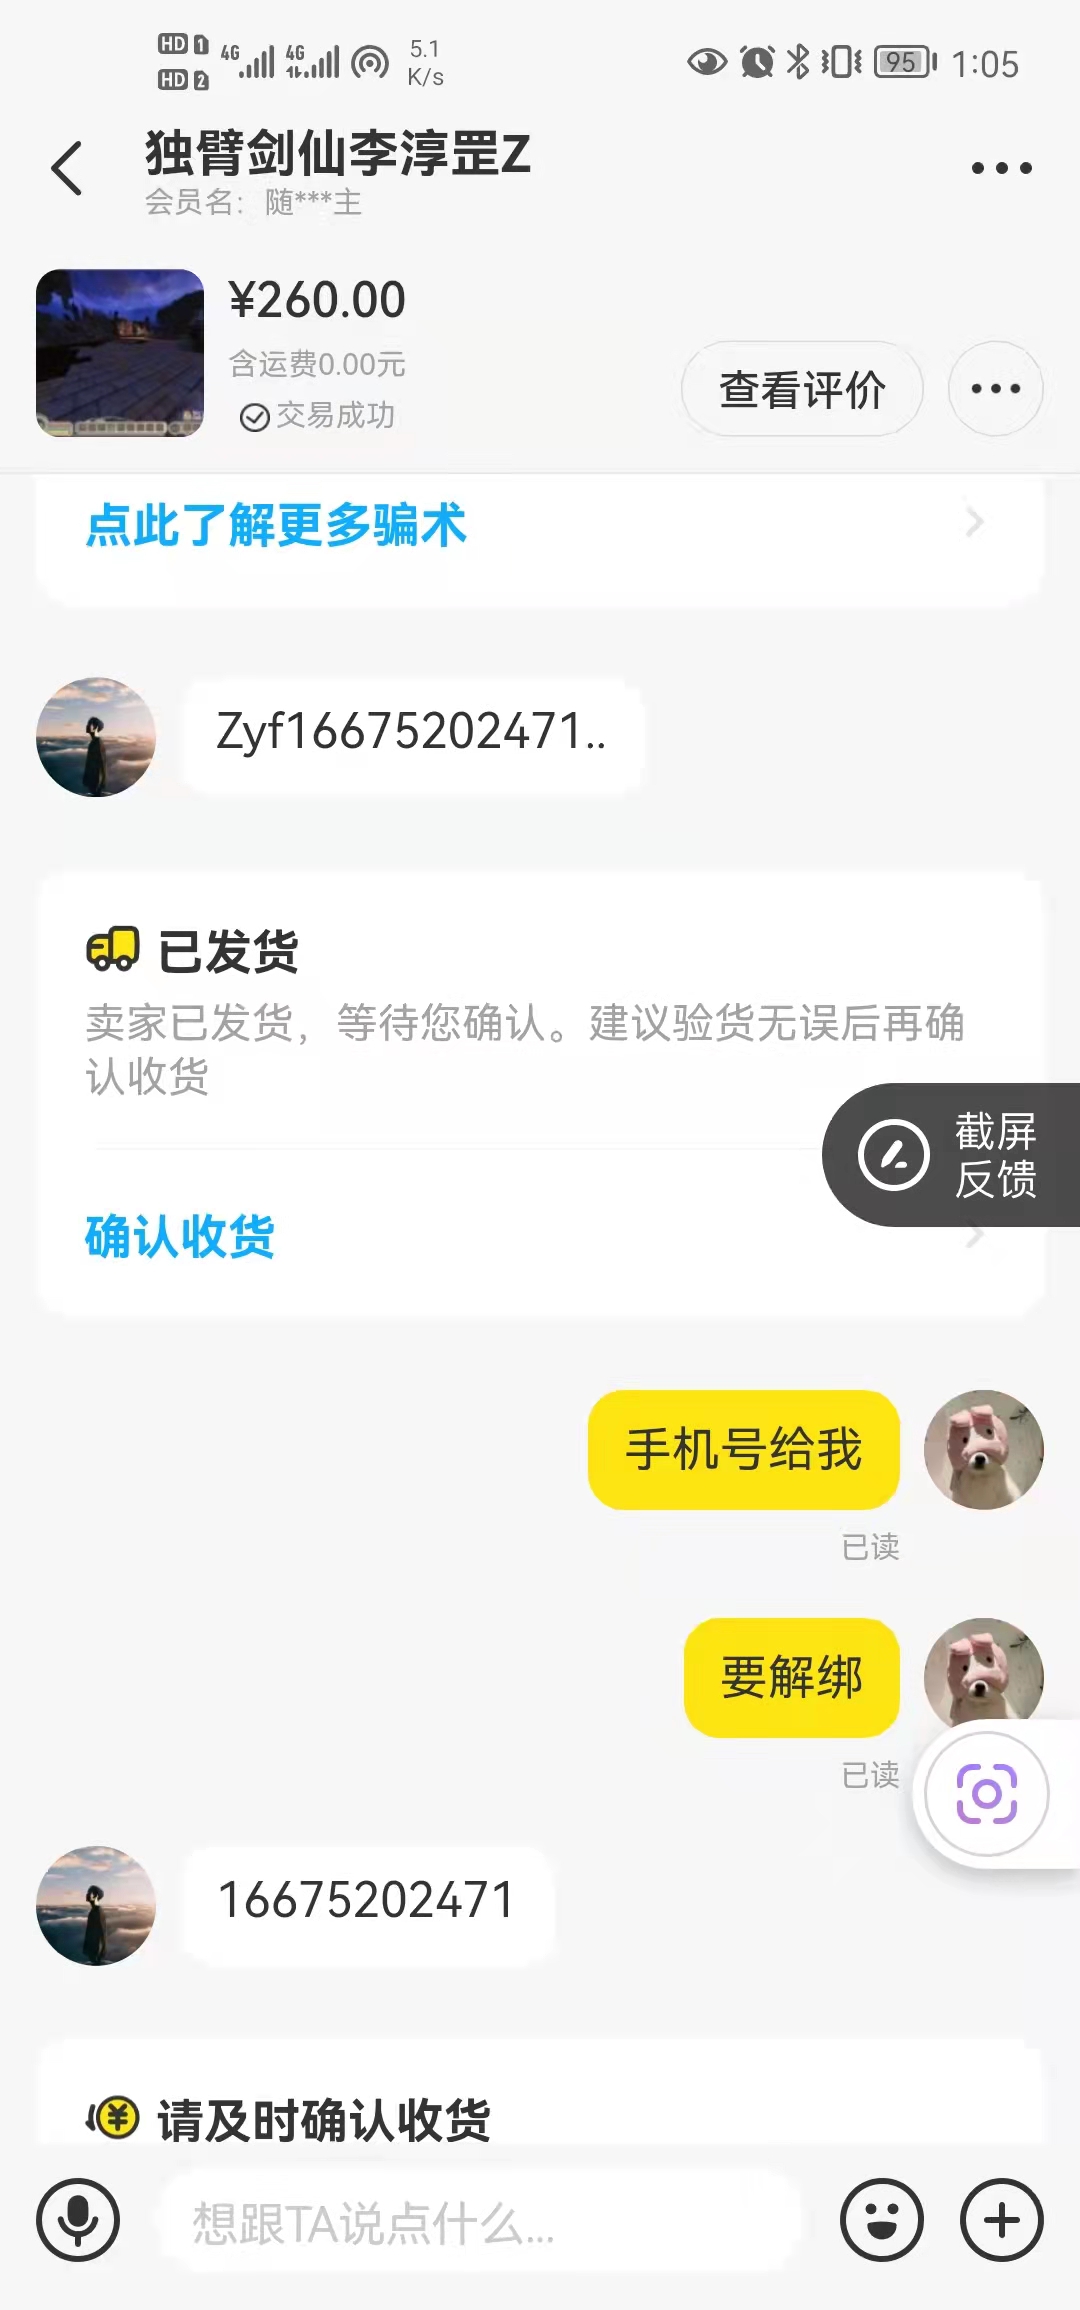 HD 1 4G 4G 5.1 95 1:05
HD 2 K/s
独臂剑仙李淳罡Z
会员名：随***主
¥260.00
含运费0.00元
交易成功
查看评价
点此了解更多骗术
Zyf16675202471..
已发货
卖家已发货，等待您确认。建议验货无误后再确
认收货
截屏
反馈
确认收货
手机号给我
已读
要解绑
已读
16675202471
请及时确认收货
想跟TA说点什么...